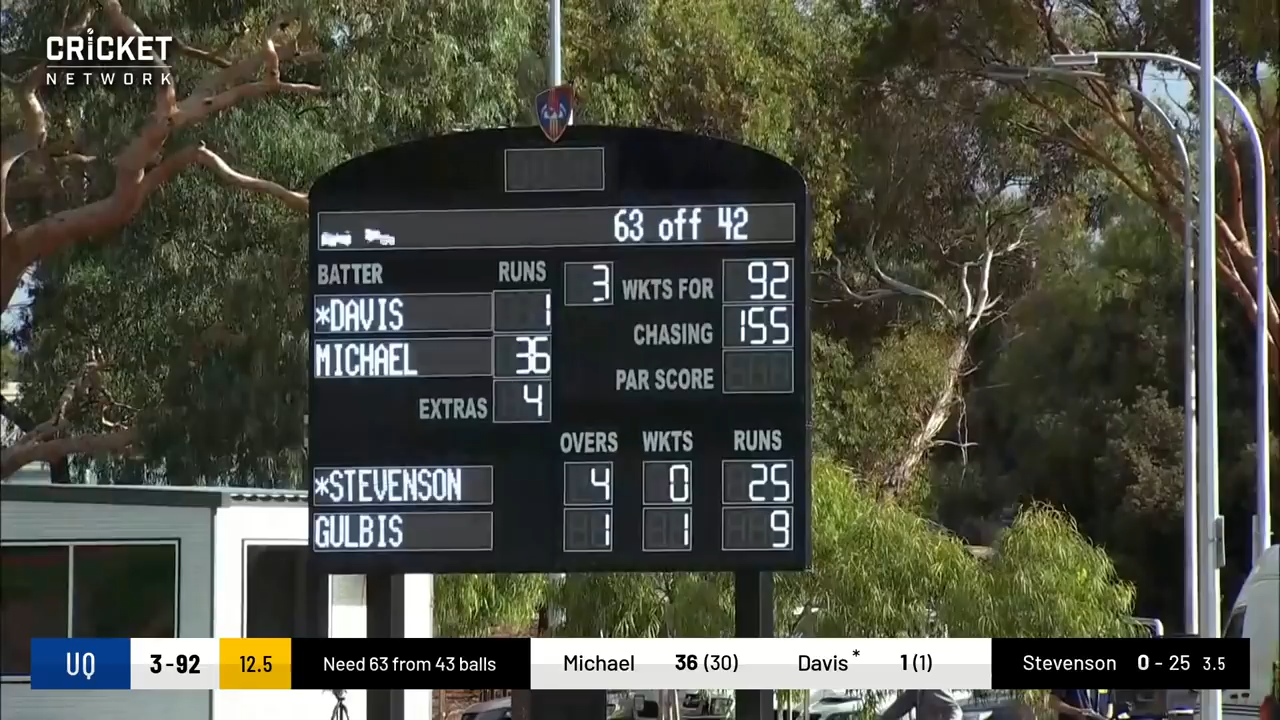 CRICKET
NETWORK
63 off 42
BATTER RUNS
3 WKTS FOR 92
*DAVIS 1
CHASING 155
MICHAEL 36
PAR SCORE
EXTRAS 4
OVERS WKTS RUNS
*STEVENSON 4 0 25
GULBIS 1 1 9
UQ 3-92 12.5 Need 63 from 43 balls Michael 36 (30) Davis* 1 (1) Stevenson 0 - 25 3.5